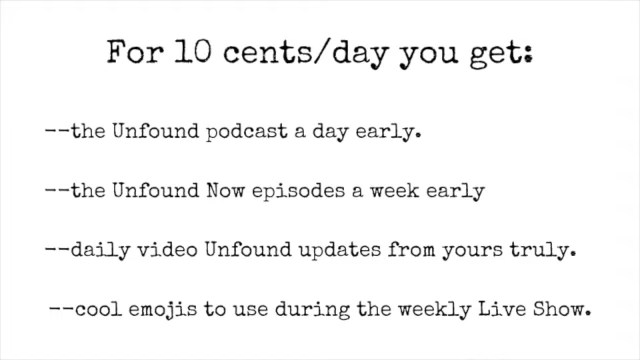 For 10 cents/day you get:
--the Unfound podcast a day early.
--the Unfound Now episodes a week early
--daily video Unfound updates from yours truly.
--cool emojis to use during the weekly Live Show.